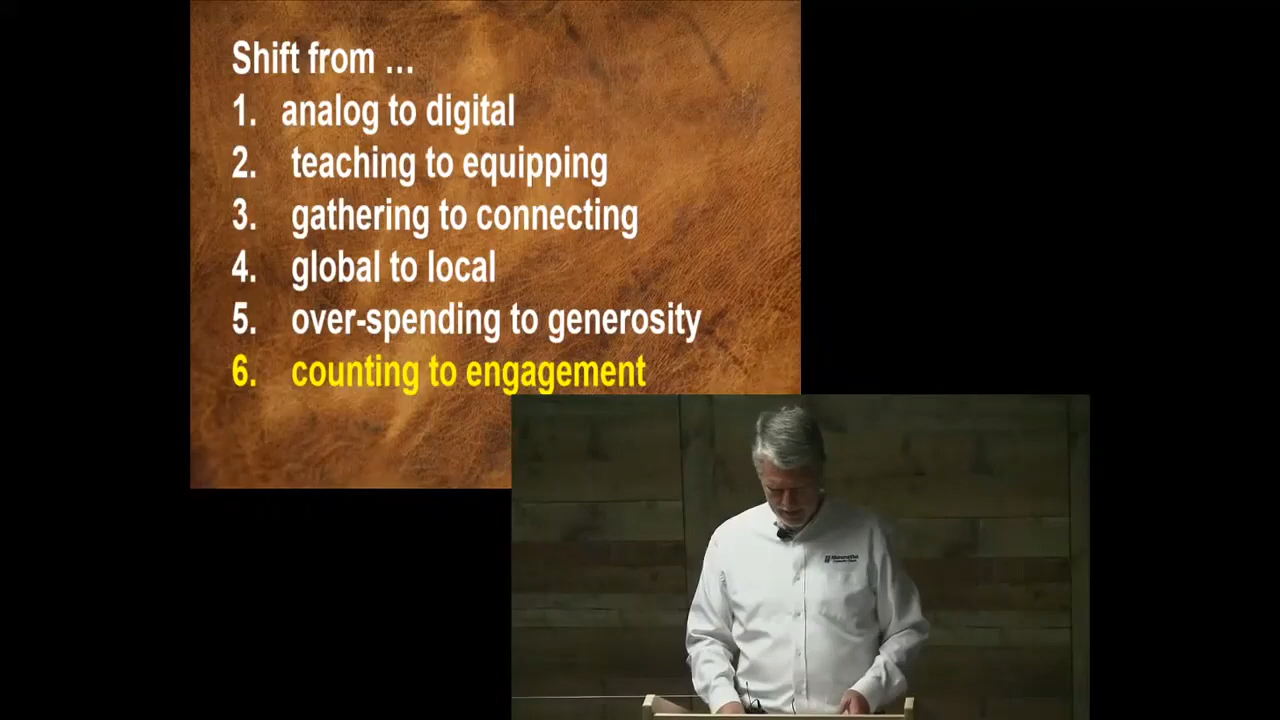 Shift from ...
1. analog to digital
2. teaching to equipping
3. gathering to connecting
4. global to local
5. over-spending to generosity
6. counting to engagement